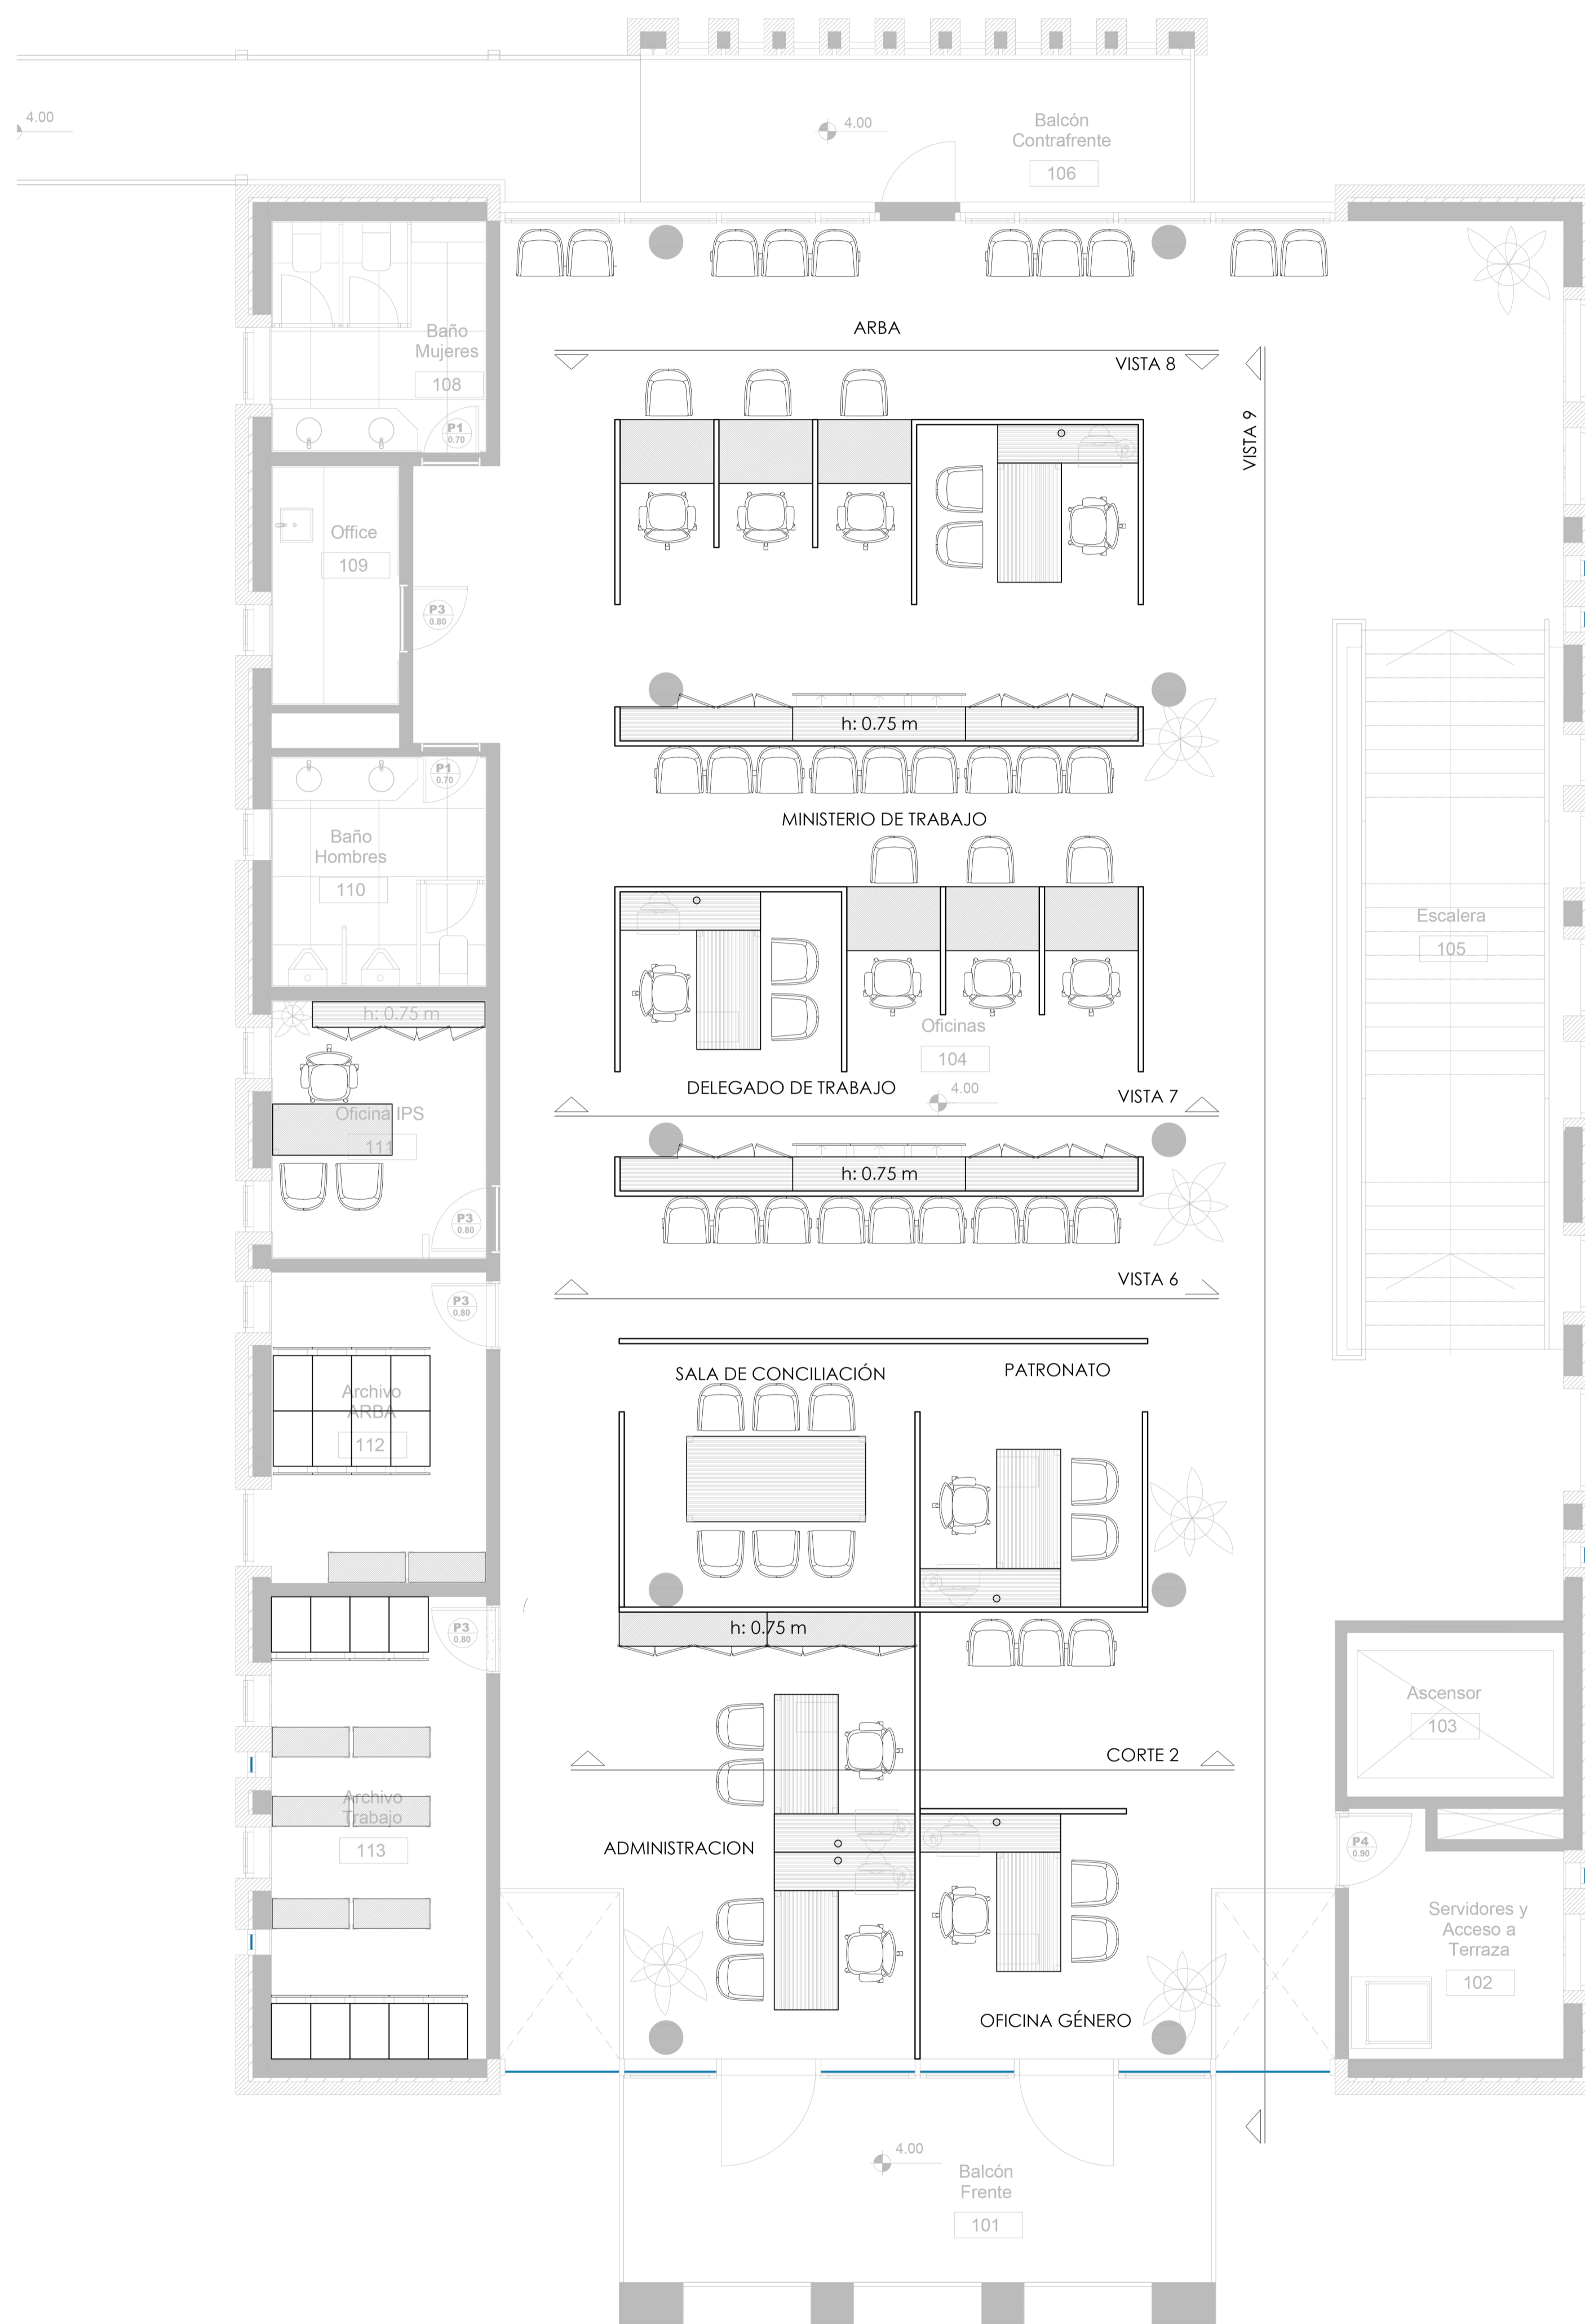 4.00
4.00
Balcón
Contrafrente
106
ARBA
VISTA 8
VISTA 9
Baño
Mujeres
108
P1
0.70
Office
109
P3
0.80
h: 0.75 m
P1
0.70
MINISTERIO DE TRABAJO
Baño
Hombres
110
Escalera
105
h: 0.75 m
Oficinas
104
4.00
DELEGADO DE TRABAJO
VISTA 7
Oficina IPS
111
h: 0.75 m
P3
0.80
VISTA 6
P3
0.80
SALA DE CONCILIACIÓN
PATRONATO
Archivo
ARBA
112
h: 0.75 m
P3
0.80
Ascensor
103
CORTE 2
Archivo
Trabajo
113
ADMINISTRACION
P4
0.90
Servidores y
Acceso a
Terraza
102
OFICINA GÉNERO
4.00
Balcón
Frente
101